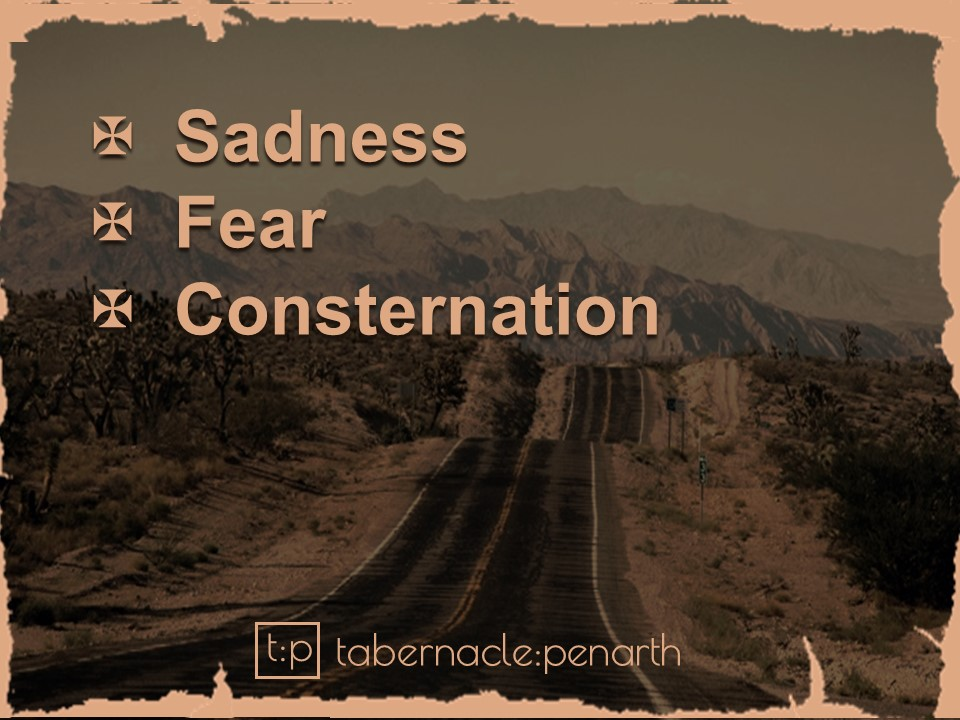 ✠ Sadness
✠ Fear
✠ Consternation
t:p tabernacle:penarth